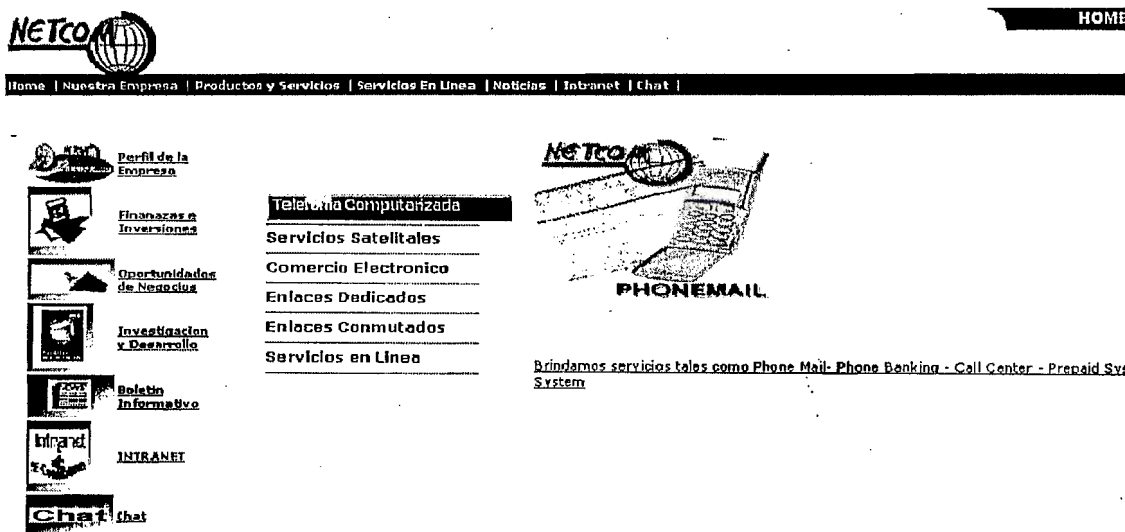 NETCOM
HOME
Home | Nuestra Empresa | Productos y Servicios | Servicios En Linea | Noticias | Intranet | Chat |
Perfil de la
Empresa
Finanazas e
Inversiones
Oportunidades
de Negocios
Investigacion
y Desarrollo
Boletin
Informativo
Intranet
INTRANET
Chat
Chat
Telefonia Computarizada
Servicios Satelitales
Comercio Electronico
Enlaces Dedicados
Enlaces Conmutados
Servicios en Linea
NETCOM
PHONEMAIL
Brindamos servicios tales como Phone Mail- Phone Banking - Call Center - Prepaid Sys
System